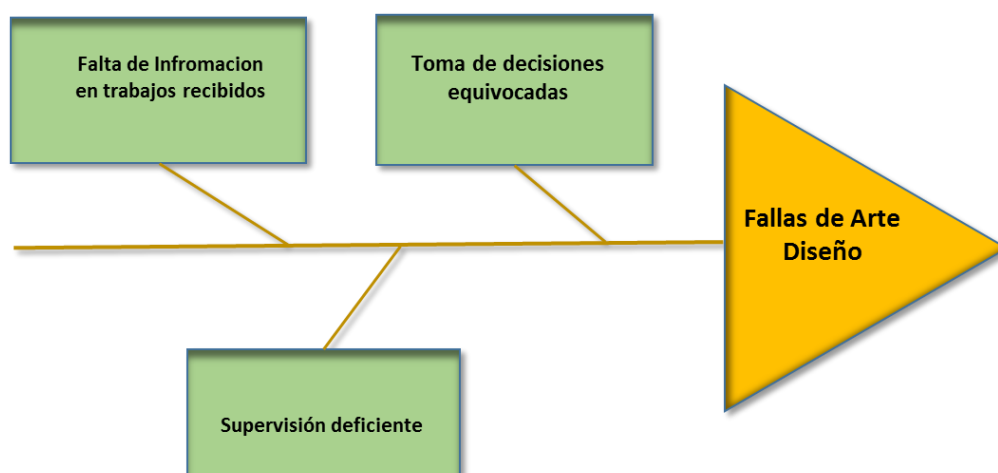 Falta de Infromacion
en trabajos recibidos
Toma de decisiones
equivocadas
Fallas de Arte
Diseño
Supervisión deficiente